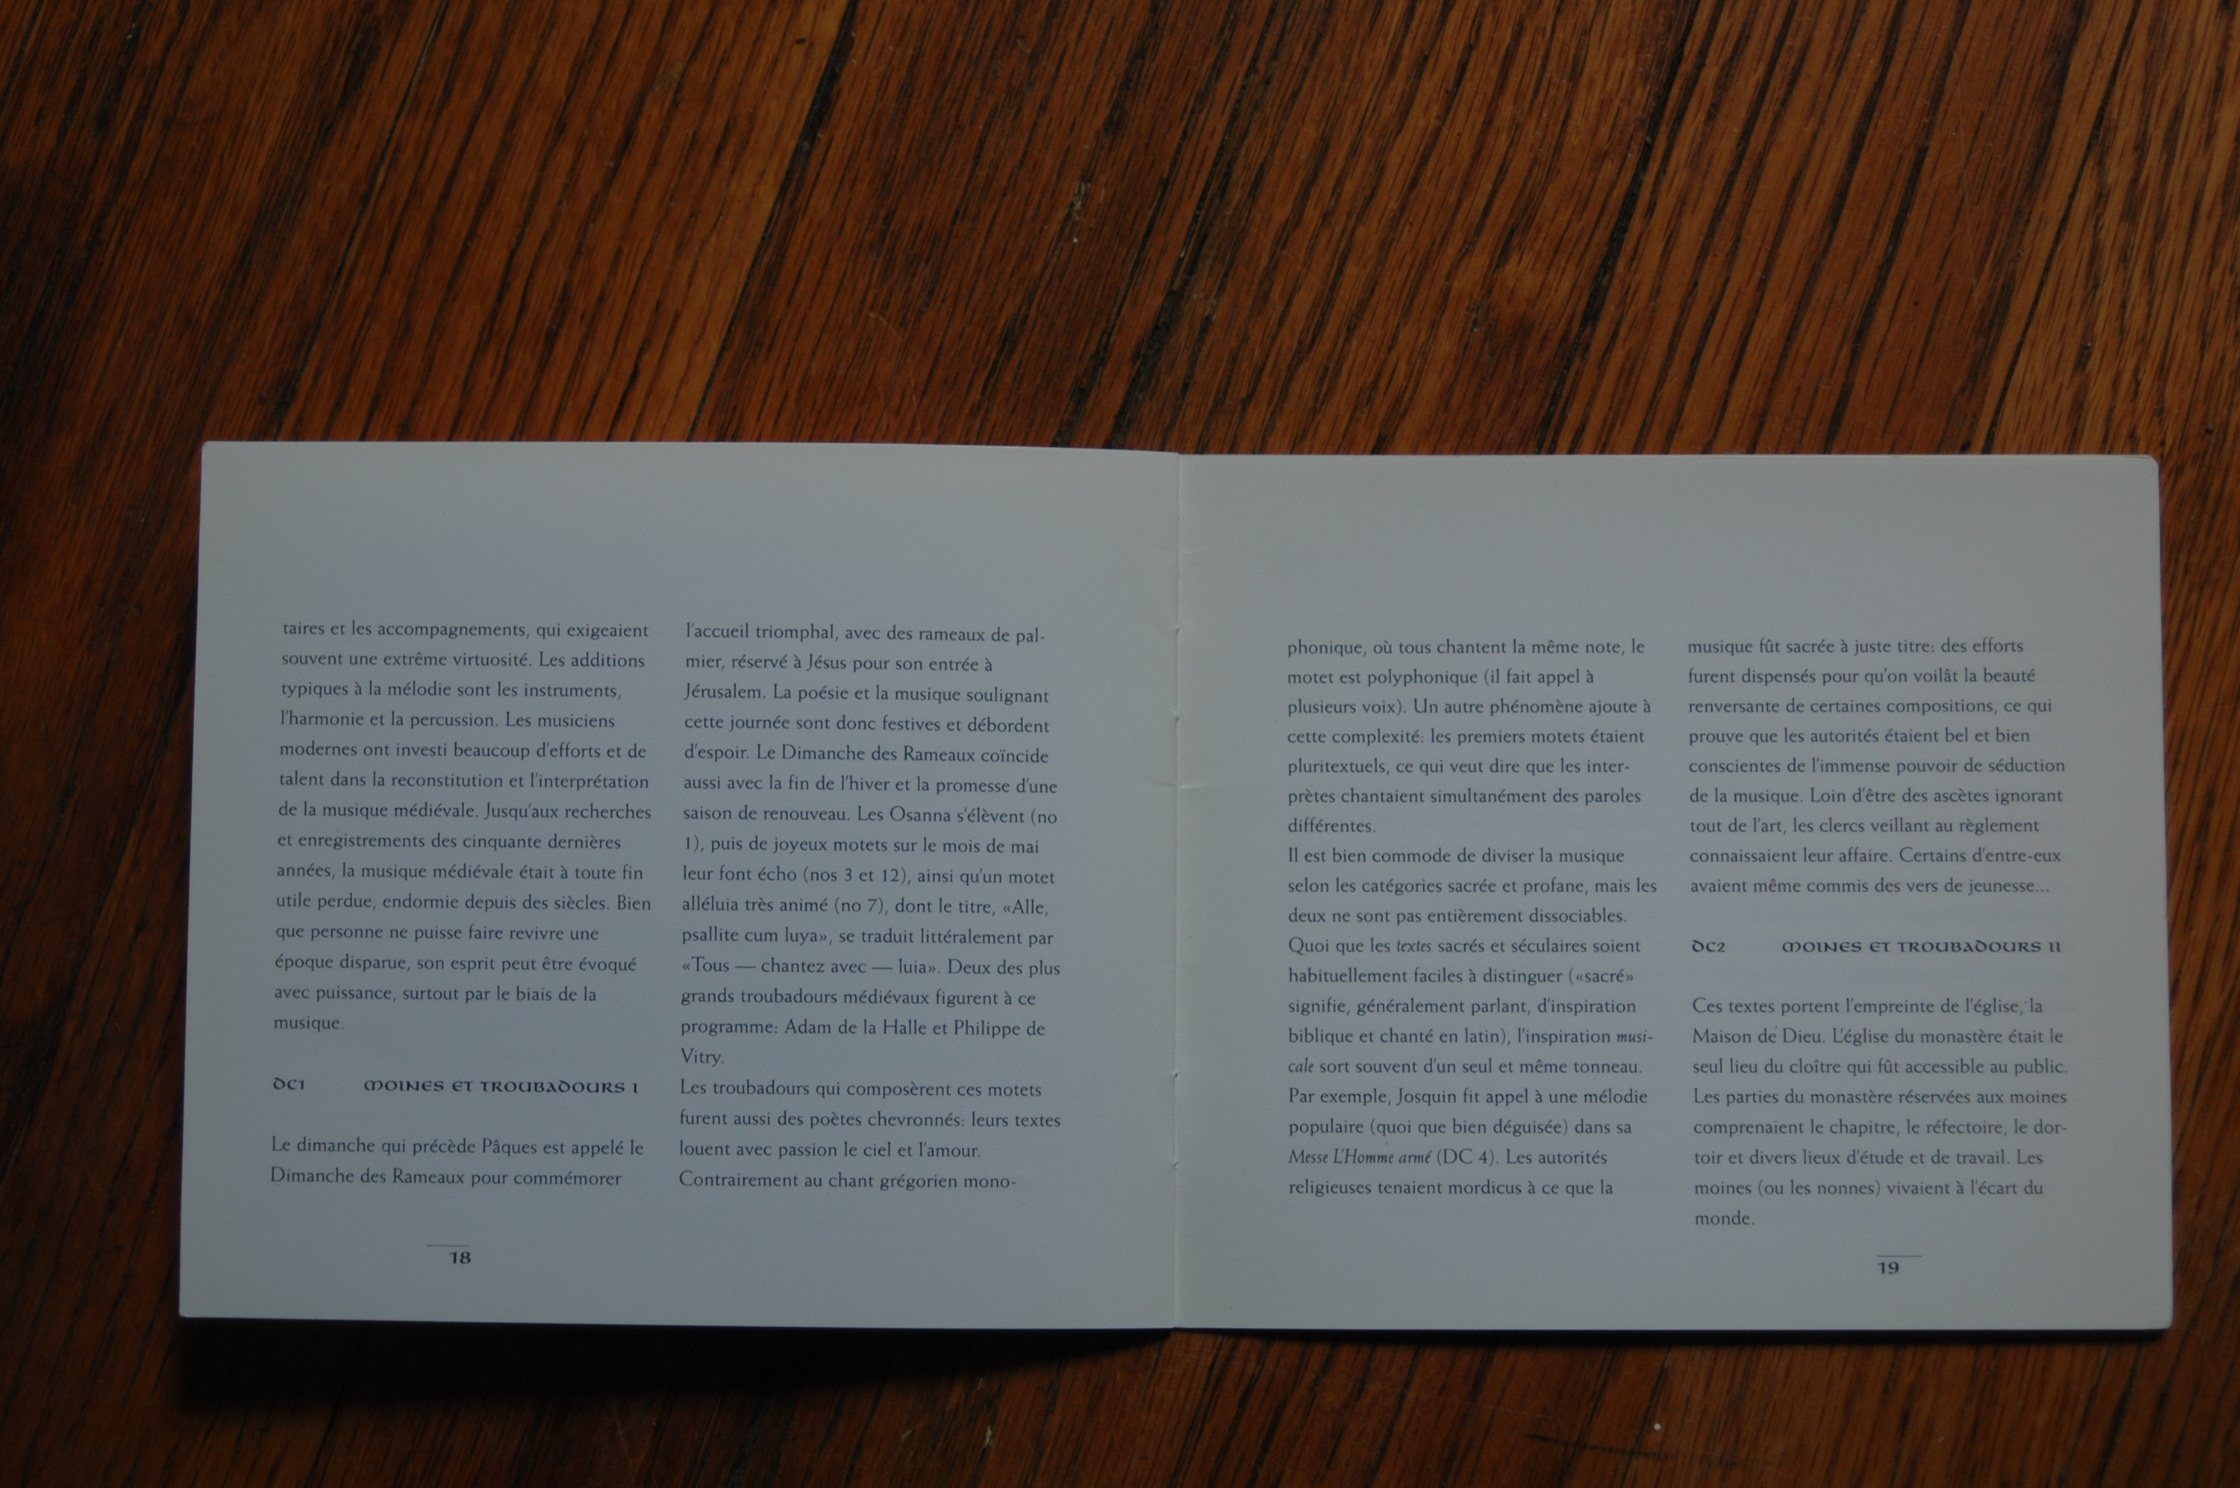 taires et les accompagnements, qui exigeaient
souvent une extrême virtuosité. Les additions
typiques à la mélodie sont les instruments,
l'harmonie et la percussion. Les musiciens
modernes ont investi beaucoup d'efforts et de
talent dans la reconstitution et l'interprétation
de la musique médiévale. Jusqu'aux recherches
et enregistrements des cinquante dernières
années, la musique médiévale était à toute fin
utile perdue, endormie depuis des siècles. Bien
que personne ne puisse faire revivre une
époque disparue, son esprit peut être évoqué
avec puissance, surtout par le biais de la
musique.
DC1 MOINES ET TROUBADOURS I
Le dimanche qui précède Pâques est appelé le
Dimanche des Rameaux pour commémorer
l'accueil triomphal, avec des rameaux de pal-
mier, réservé à Jésus pour son entrée à
Jérusalem. La poésie et la musique soulignant
cette journée sont donc festives et débordent
d'espoir. Le Dimanche des Rameaux coïncide
aussi avec la fin de l'hiver et la promesse d'une
saison de renouveau. Les Osanna s'élèvent (no
1), puis de joyeux motets sur le mois de mai
leur font écho (nos 3 et 12), ainsi qu'un motet
alléluia très animé (no 7), dont le titre, «Alle,
psallite cum luya», se traduit littéralement par
«Tous — chantez avec — luia». Deux des plus
grands troubadours médiévaux figurent à ce
programme: Adam de la Halle et Philippe de
Vitry.
Les troubadours qui composèrent ces motets
furent aussi des poètes chevronnés: leurs textes
louent avec passion le ciel et l'amour.
Contrairement au chant grégorien mono-
18
phonique, où tous chantent la même note, le
motet est polyphonique (il fait appel à
plusieurs voix). Un autre phénomène ajoute à
cette complexité: les premiers motets étaient
pluritextuels, ce qui veut dire que les inter-
prètes chantaient simultanément des paroles
différentes.
Il est bien commode de diviser la musique
selon les catégories sacrée et profane, mais les
deux ne sont pas entièrement dissociables.
Quoi que les textes sacrés et séculaires soient
habituellement faciles à distinguer («sacré»
signifie, généralement parlant, d'inspiration
biblique et chanté en latin), l'inspiration musi-
cale sort souvent d'un seul et même tonneau.
Par exemple, Josquin fit appel à une mélodie
populaire (quoi que bien déguisée) dans sa
Messe L'Homme armé (DC 4). Les autorités
religieuses tenaient mordicus à ce que la
musique fût sacrée à juste titre: des efforts
furent dispensés pour qu'on voilât la beauté
renversante de certaines compositions, ce qui
prouve que les autorités étaient bel et bien
conscientes de l'immense pouvoir de séduction
de la musique. Loin d'être des ascètes ignorant
tout de l'art, les clercs veillant au règlement
connaissaient leur affaire. Certains d'entre-eux
avaient même commis des vers de jeunesse...
DC2 MOINES ET TROUBADOURS II
Ces textes portent l'empreinte de l'église, la
Maison de Dieu. L'église du monastère était le
seul lieu du cloître qui fût accessible au public.
Les parties du monastère réservées aux moines
comprenaient le chapitre, le réfectoire, le dor-
toir et divers lieux d'étude et de travail. Les
moines (ou les nonnes) vivaient à l'écart du
monde.
19